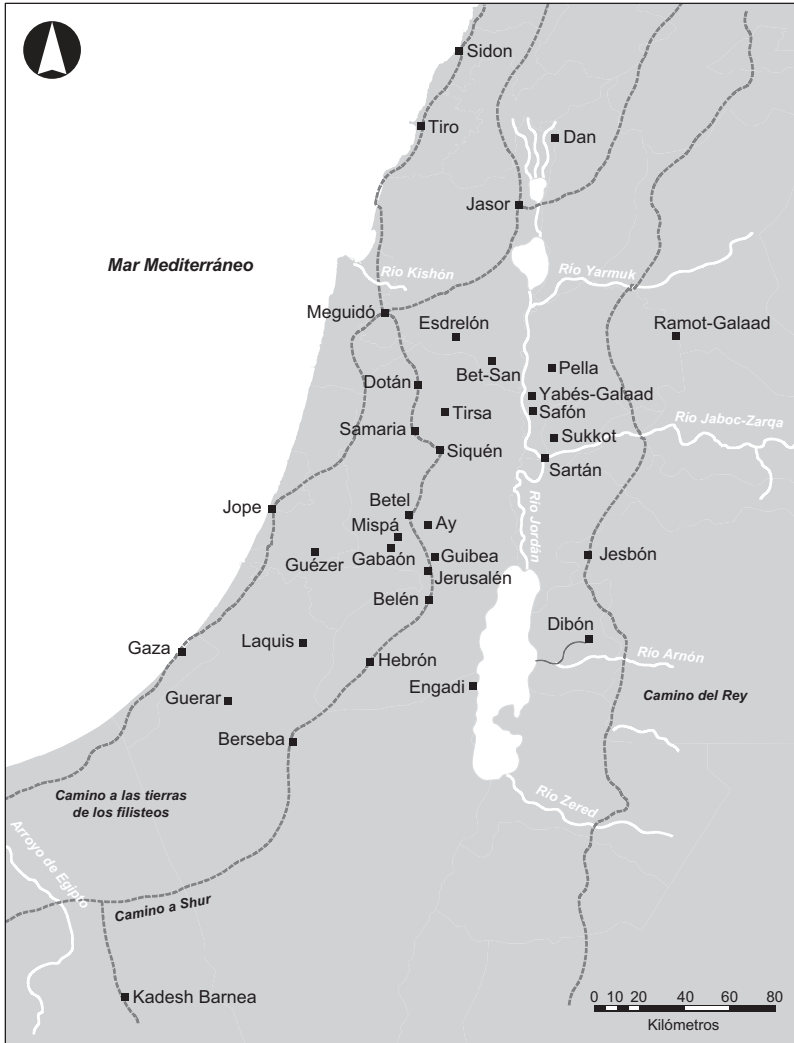 Sidon
Tiro
Dan
Jasor
Mar Mediterráneo
Río Kishón
Río Yarmuk
Meguidó
Esdrelón
Ramot-Galaad
Bet-San
Pella
Dotán
Yabés-Galaad
Tirsa
Safón
Río Jaboc-Zarqa
Samaria
Sukkot
Siquén
Sartán
Río Jordán
Jope
Betel
Mispá
Ay
Gabaón
Guibea
Guézer
Jesbón
Jerusalén
Belén
Dibón
Gaza
Laquis
Río Arnón
Hebrón
Engadi
Camino del Rey
Guerar
Berseba
Camino a las tierras
de los filisteos
Río Zered
Arroyo de Egipto
Camino a Shur
Kadesh Barnea
0 10 20 40 60 80
Kilómetros